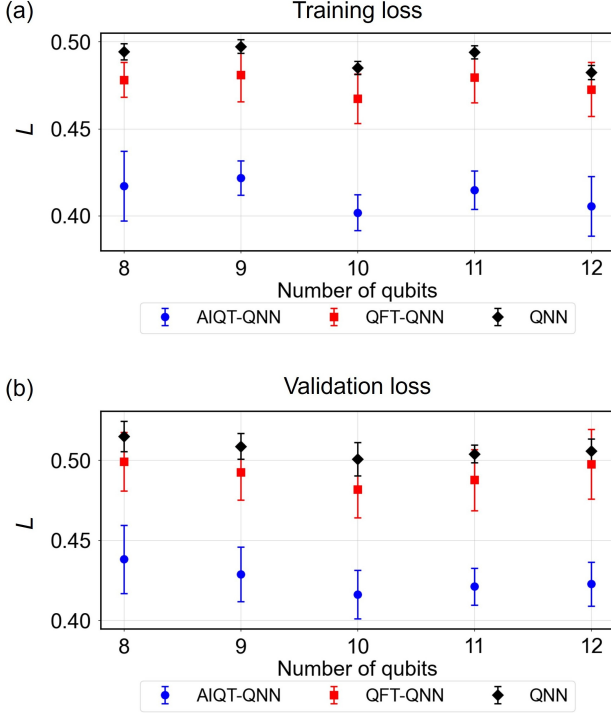 (a)
Training loss
0.50
0.45
0.40
L
8 9 10 11 12
Number of qubits
AIQT-QNN QFT-QNN QNN
(b)
Validation loss
0.50
0.45
0.40
L
8 9 10 11 12
Number of qubits
AIQT-QNN QFT-QNN QNN